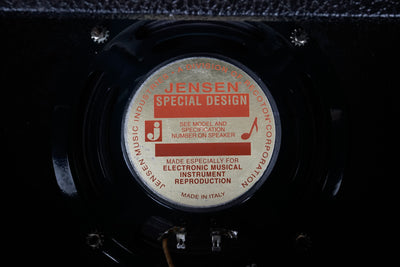 JENSEN
SPECIAL DESIGN
SEE MODEL AND
SPECIFICATION
NUMBER ON SPEAKER
j
MADE ESPECIALLY FOR
ELECTRONIC MUSICAL
INSTRUMENT
REPRODUCTION
MADE IN ITALY
JENSEN MUSIC INDUSTRIES
CORPORATION